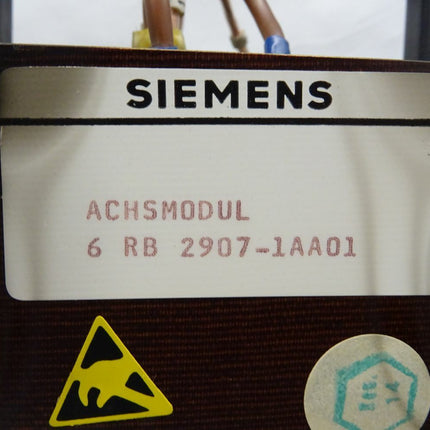 SIEMENS
ACHSMODUL
6 RB 2907-1AA01